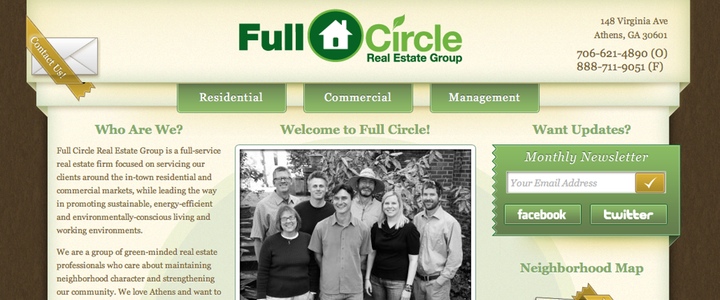 Contact Us!
Full Circle
Real Estate Group
148 Virginia Ave
Athens, GA 30601
706-621-4890 (O)
888-711-9051 (F)
Residential
Commercial
Management
Who Are We?
Full Circle Real Estate Group is a full-service
real estate firm focused on servicing our
clients around the in-town residential and
commercial markets, while leading the way
in promoting sustainable, energy-efficient
and environmentally-conscious living and
working environments.
We are a group of green-minded real estate
professionals who care about maintaining
neighborhood character and strengthening
our community. We love Athens and want to
Welcome to Full Circle!
Want Updates?
Monthly Newsletter
Your Email Address
facebook
twitter
Neighborhood Map